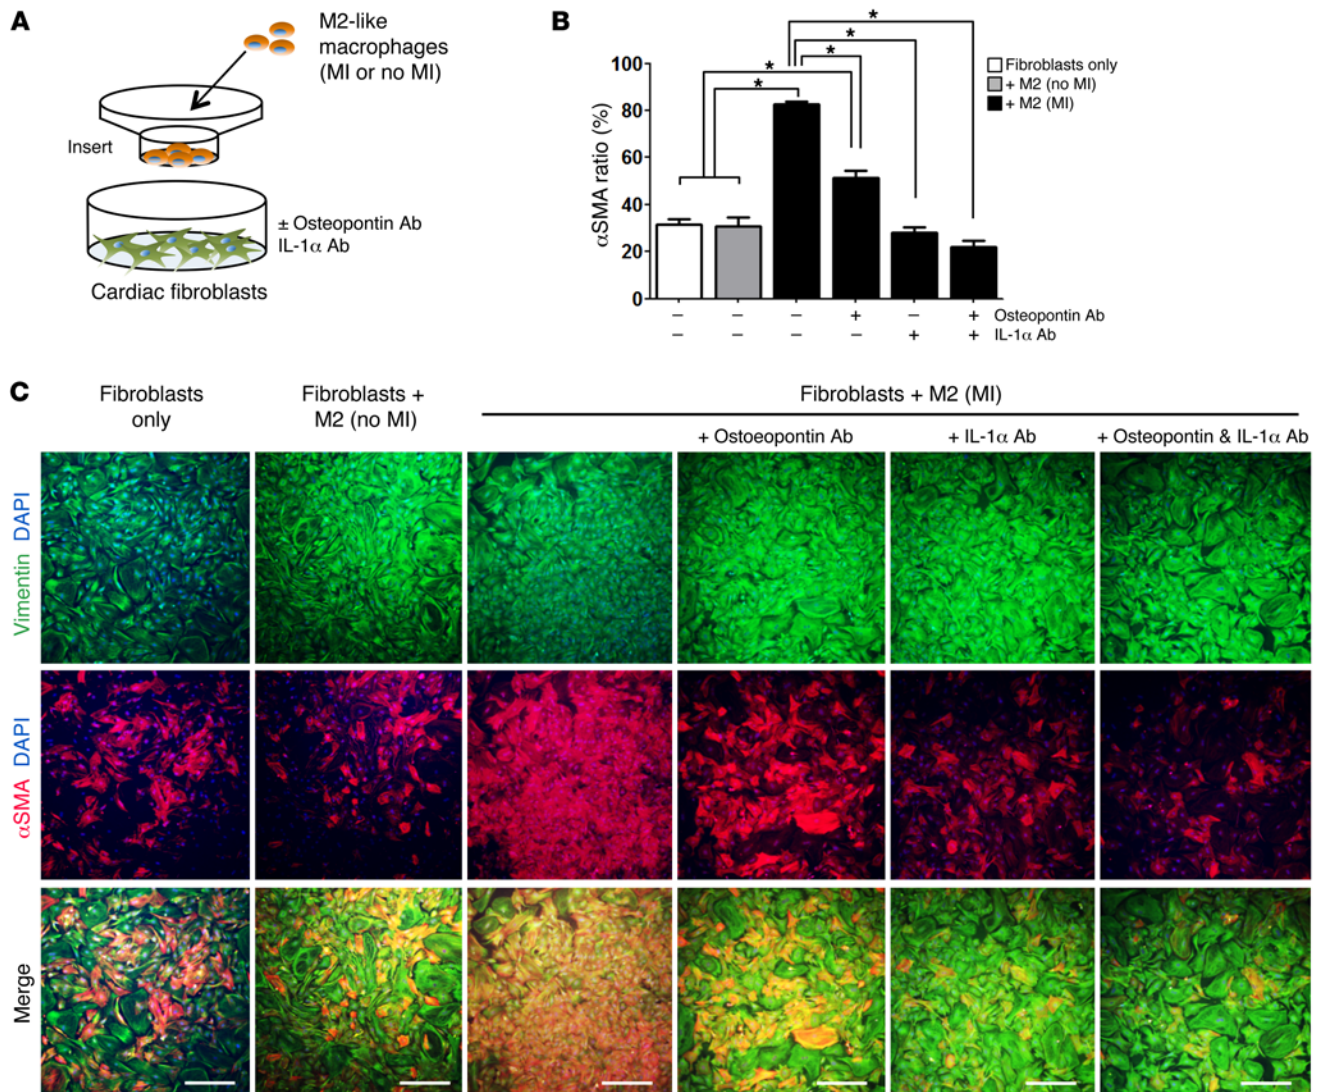 A
M2-like
macrophages
(MI or no MI)
Insert
± Osteopontin Ab
IL-1α Ab
Cardiac fibroblasts
B
αSMA ratio (%)
100
80
60
40
20
0
* * * * *
Fibroblasts only
+ M2 (no MI)
+ M2 (MI)
− − − + − + Osteopontin Ab
− − − − + + IL-1α Ab
C
Fibroblasts
only
Fibroblasts +
M2 (no MI)
Fibroblasts + M2 (MI)
+ Ostoeopontin Ab
+ IL-1α Ab
+ Osteopontin & IL-1α Ab
Vimentin DAPI
αSMA DAPI
Merge